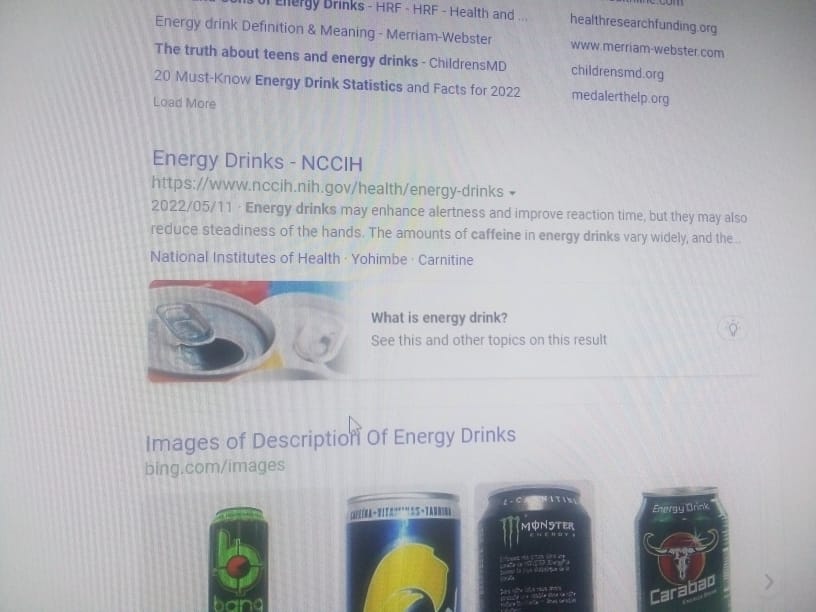 Energy Drinks - HRF - HRF - Health and ...
healthresearchfunding.org
Energy drink Definition & Meaning - Merriam-Webster
www.merriam-webster.com
The truth about teens and energy drinks - ChildrensMD
childrensmd.org
20 Must-Know Energy Drink Statistics and Facts for 2022
medalerthelp.org
Load More
Energy Drinks - NCCIH
https://www.nccih.nih.gov/health/energy-drinks
2022/05/11 · Energy drinks may enhance alertness and improve reaction time, but they may also
reduce steadiness of the hands. The amounts of caffeine in energy drinks vary widely, and the...
National Institutes of Health · Yohimbe · Carnitine
What is energy drink?
See this and other topics on this result
Images of Description Of Energy Drinks
bing.com/images
bang
L-CARNITINE
MONSTER
ENERGY
Energy Drink
Carabao